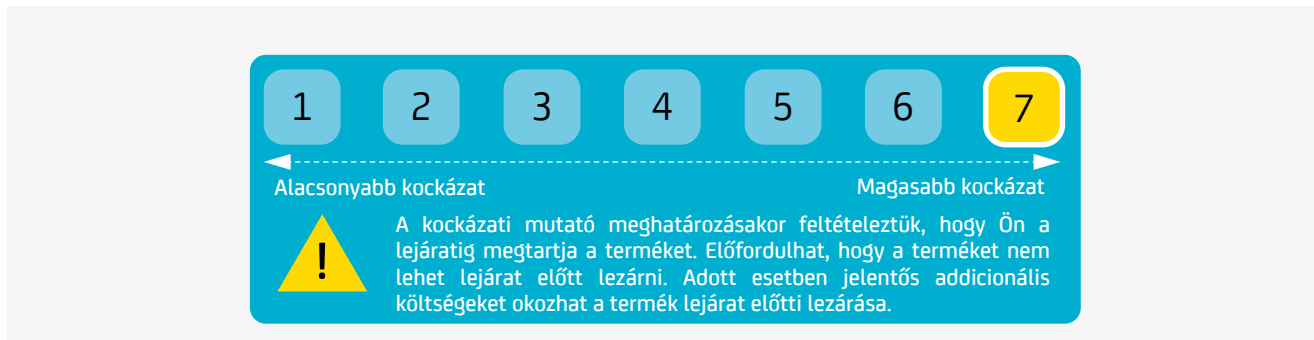 1 2 3 4 5 6 7
Alacsonyabb kockázat Magasabb kockázat
A kockázati mutató meghatározásakor feltételeztük, hogy Ön a
lejáratig megtartja a terméket. Előfordulhat, hogy a terméket nem
lehet lejárat előtt lezárni. Adott esetben jelentős addicionális
költségeket okozhat a termék lejárat előtti lezárása.
!